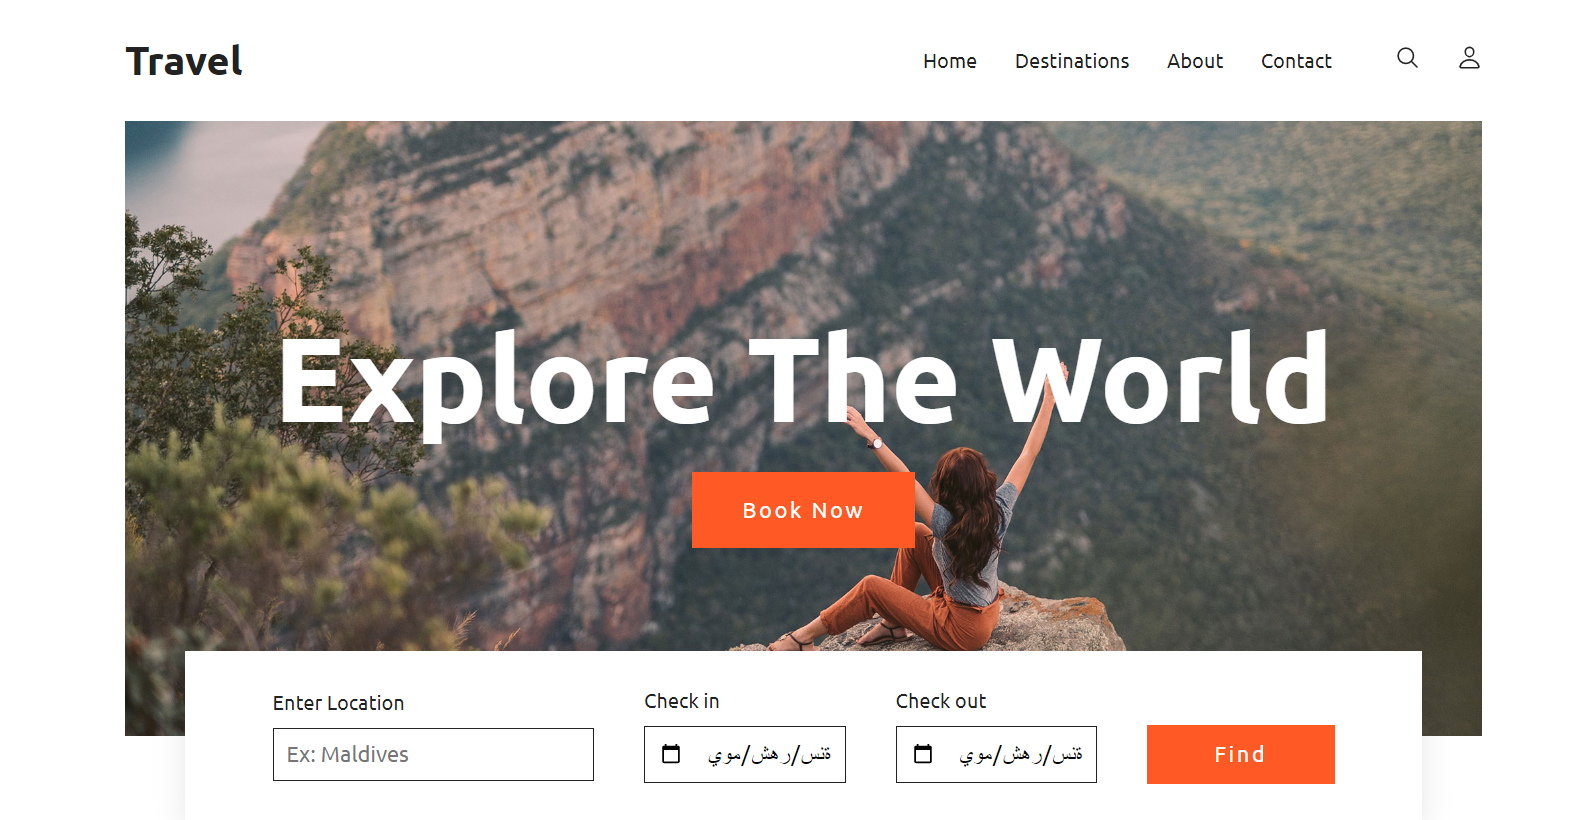 Travel
Home Destinations About Contact
Explore The World
Book Now
Enter Location
Check in
Check out
Ex: Maldives
يوم/شهر/سنة
يوم/شهر/سنة
Find